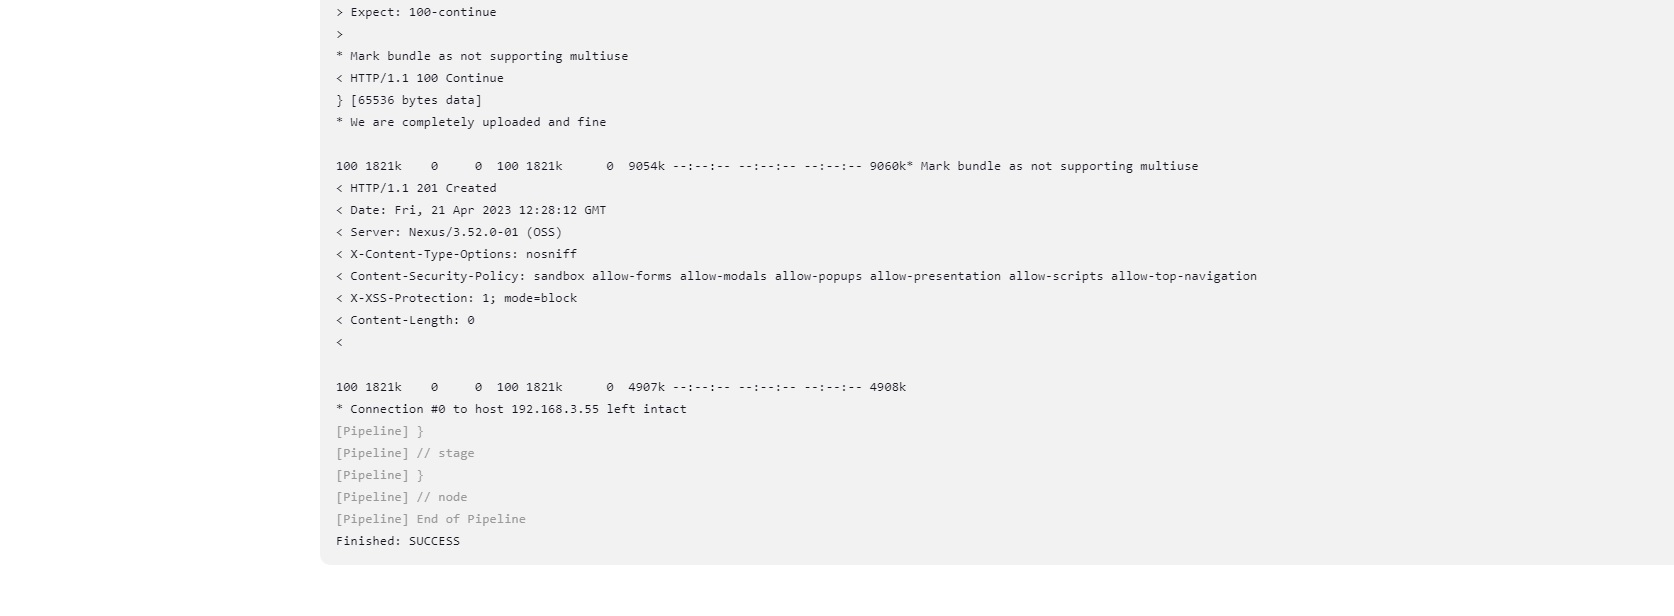 > Expect: 100-continue
>
* Mark bundle as not supporting multiuse
< HTTP/1.1 100 Continue
} [65536 bytes data]
* We are completely uploaded and fine
100 1821k    0     0  100 1821k      0  9054k --:--:-- --:--:-- --:--:-- 9060k* Mark bundle as not supporting multiuse
< HTTP/1.1 201 Created
< Date: Fri, 21 Apr 2023 12:28:12 GMT
< Server: Nexus/3.52.0-01 (OSS)
< X-Content-Type-Options: nosniff
< Content-Security-Policy: sandbox allow-forms allow-modals allow-popups allow-presentation allow-scripts allow-top-navigation
< X-XSS-Protection: 1; mode=block
< Content-Length: 0
<
100 1821k    0     0  100 1821k      0  4907k --:--:-- --:--:-- --:--:-- 4908k
* Connection #0 to host 192.168.3.55 left intact
[Pipeline] }
[Pipeline] // stage
[Pipeline] }
[Pipeline] // node
[Pipeline] End of Pipeline
Finished: SUCCESS